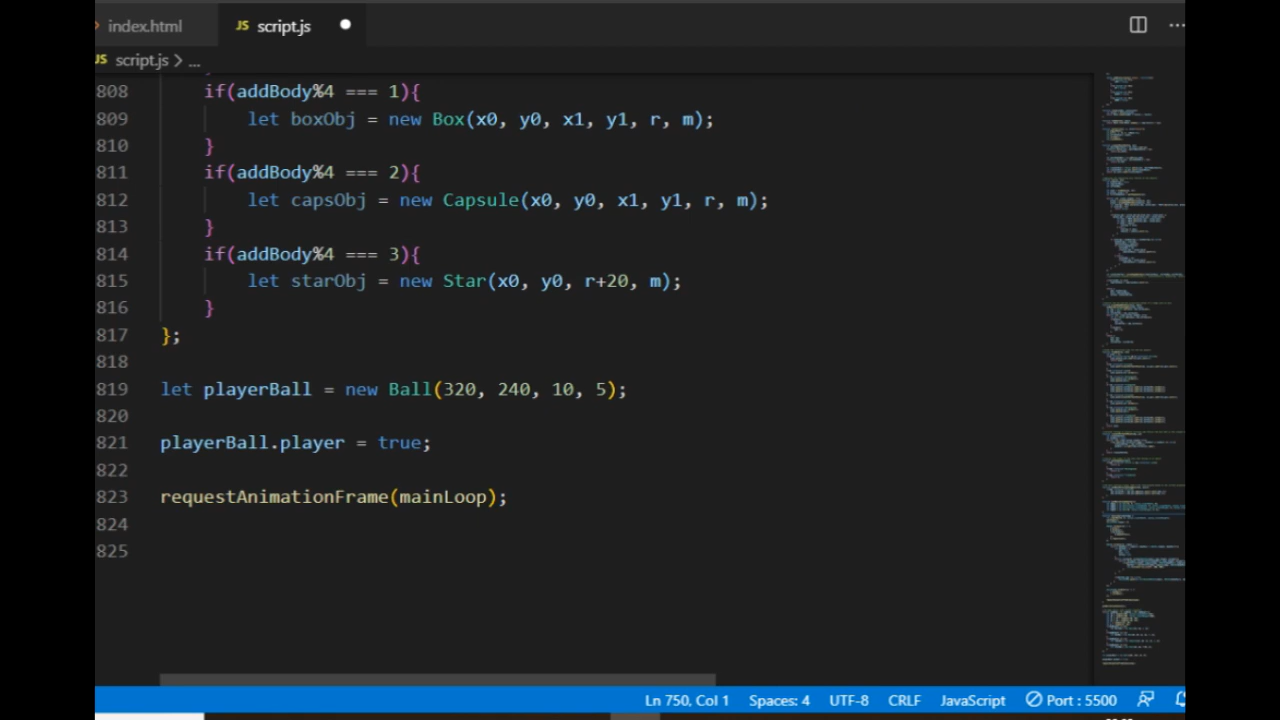 index.html
JS script.js
JS script.js > ...
808 if(addBody%4 === 1){
809 let boxObj = new Box(x0, y0, x1, y1, r, m);
810 }
811 if(addBody%4 === 2){
812 let capsObj = new Capsule(x0, y0, x1, y1, r, m);
813 }
814 if(addBody%4 === 3){
815 let starObj = new Star(x0, y0, r+20, m);
816 }
817 };
818
819 let playerBall = new Ball(320, 240, 10, 5);
820
821 playerBall.player = true;
822
823 requestAnimationFrame(mainLoop);
824
825
Ln 750, Col 1 Spaces: 4 UTF-8 CRLF JavaScript Port : 5500